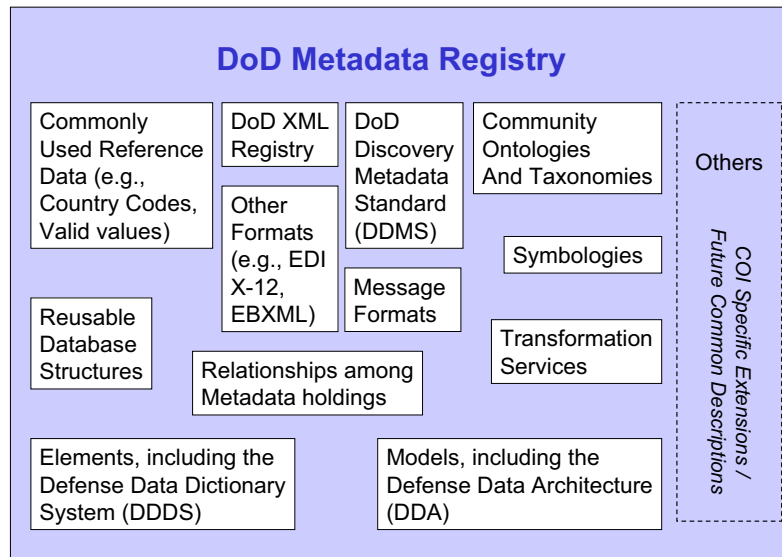 DoD Metadata Registry
Commonly
Used Reference
Data (e.g.,
Country Codes,
Valid values)
DoD XML
Registry
DoD
Discovery
Metadata
Standard
(DDMS)
Community
Ontologies
And Taxonomies
Others
Other
Formats
(e.g., EDI
X-12,
EBXML)
Symbologies
Message
Formats
Reusable
Database
Structures
Transformation
Services
Relationships among
Metadata holdings
COI Specific Extensions /
Future Common Descriptions
Elements, including the
Defense Data Dictionary
System (DDDS)
Models, including the
Defense Data Architecture
(DDA)